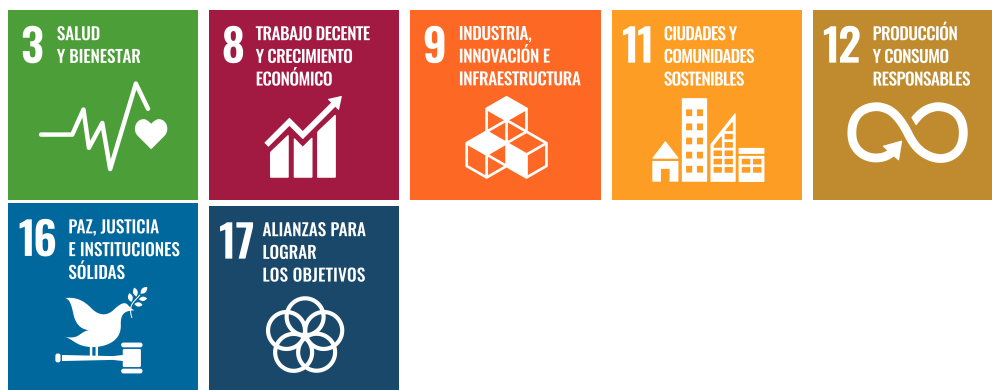 3 SALUD
Y BIENESTAR
8 TRABAJO DECENTE
Y CRECIMIENTO
ECONÓMICO
9 INDUSTRIA,
INNOVACIÓN E
INFRAESTRUCTURA
11 CIUDADES Y
COMUNIDADES
SOSTENIBLES
12 PRODUCCIÓN
Y CONSUMO
RESPONSABLES
16 PAZ, JUSTICIA
E INSTITUCIONES
SÓLIDAS
17 ALIANZAS PARA
LOGRAR
LOS OBJETIVOS